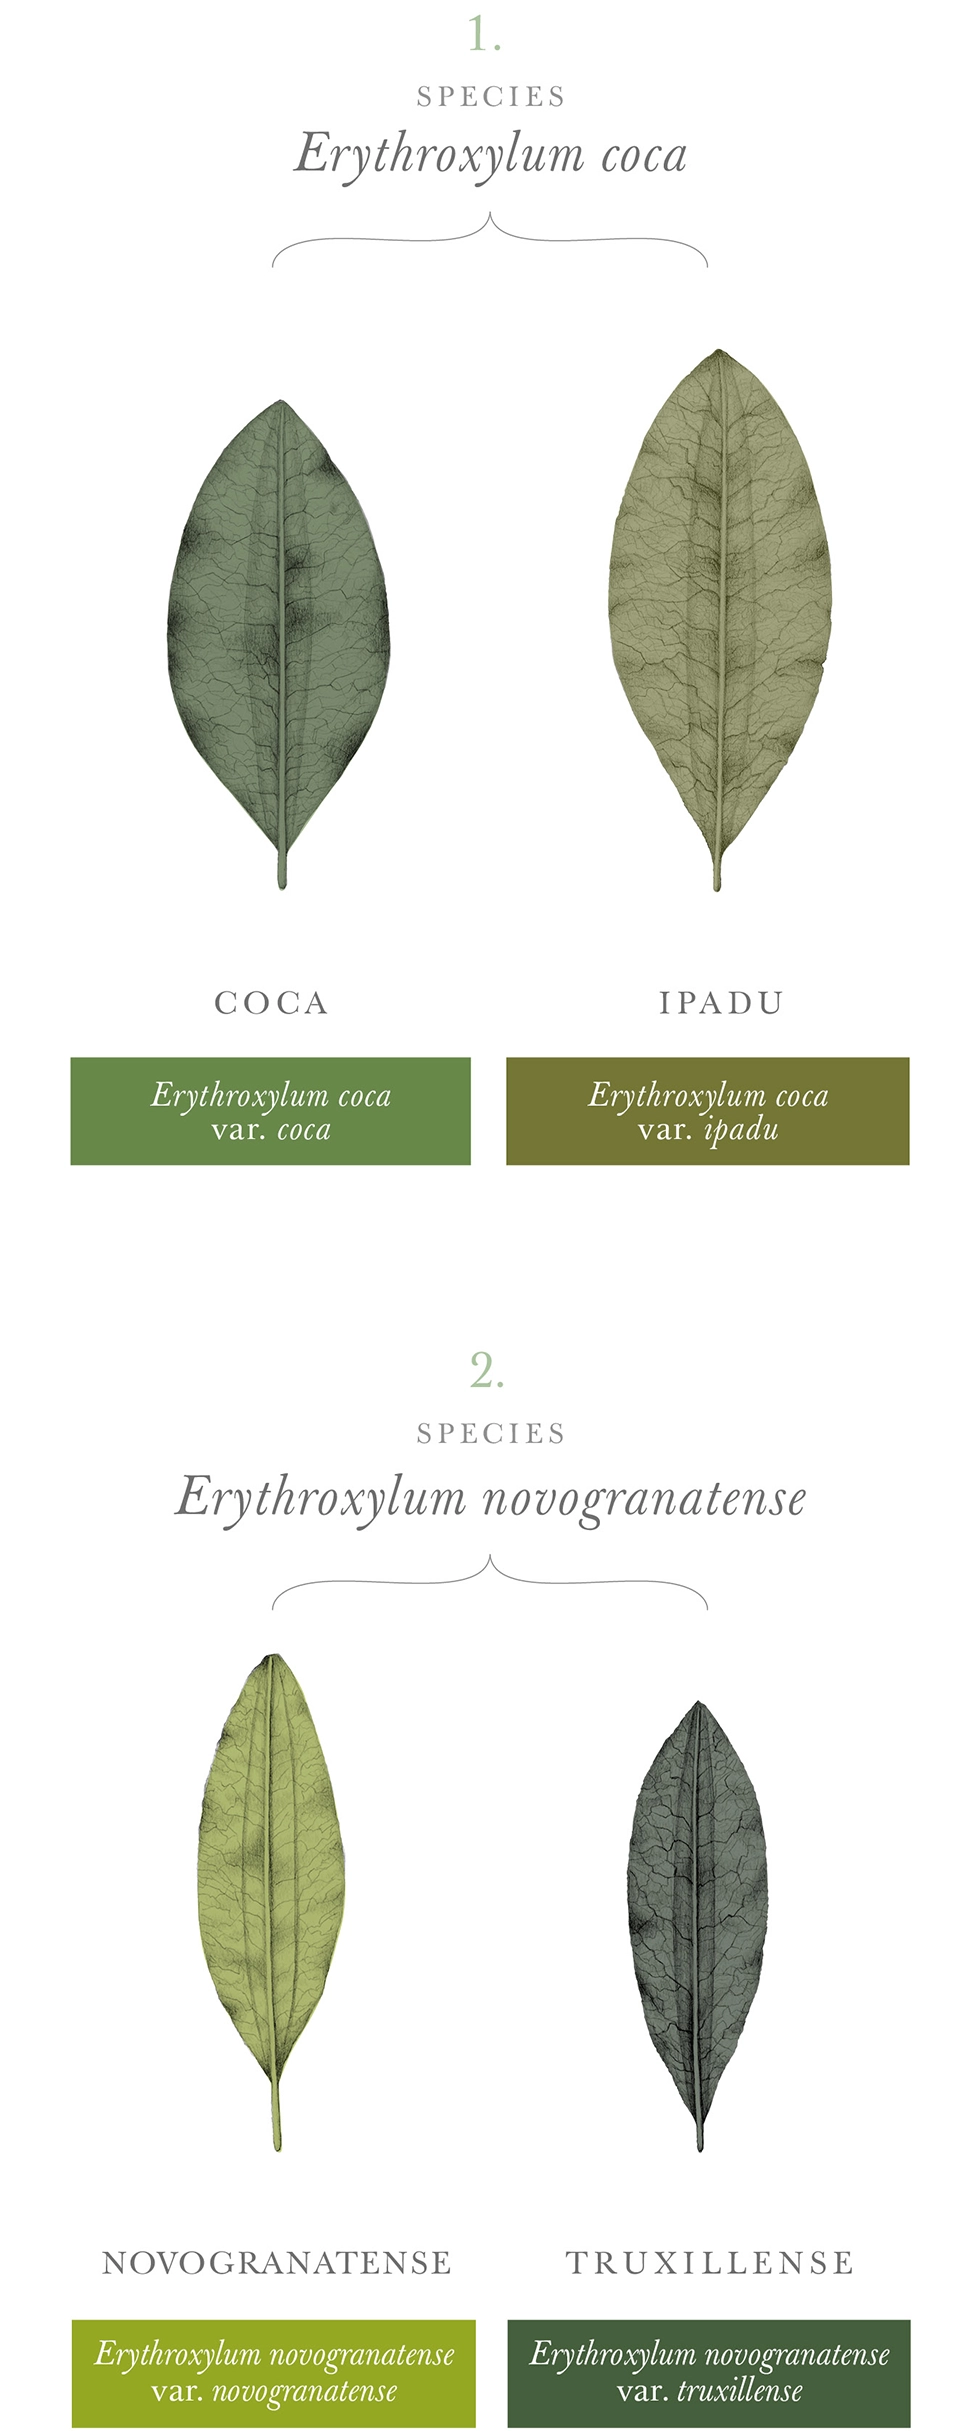 1.
SPECIES
Erythroxylum coca
COCA
IPADU
Erythroxylum coca
var. coca
Erythroxylum coca
var. ipadu
2.
SPECIES
Erythroxylum novogranatense
NOVOGRANATENSE
TRUXILLENSE
Erythroxylum novogranatense
var. novogranatense
Erythroxylum novogranatense
var. truxillense